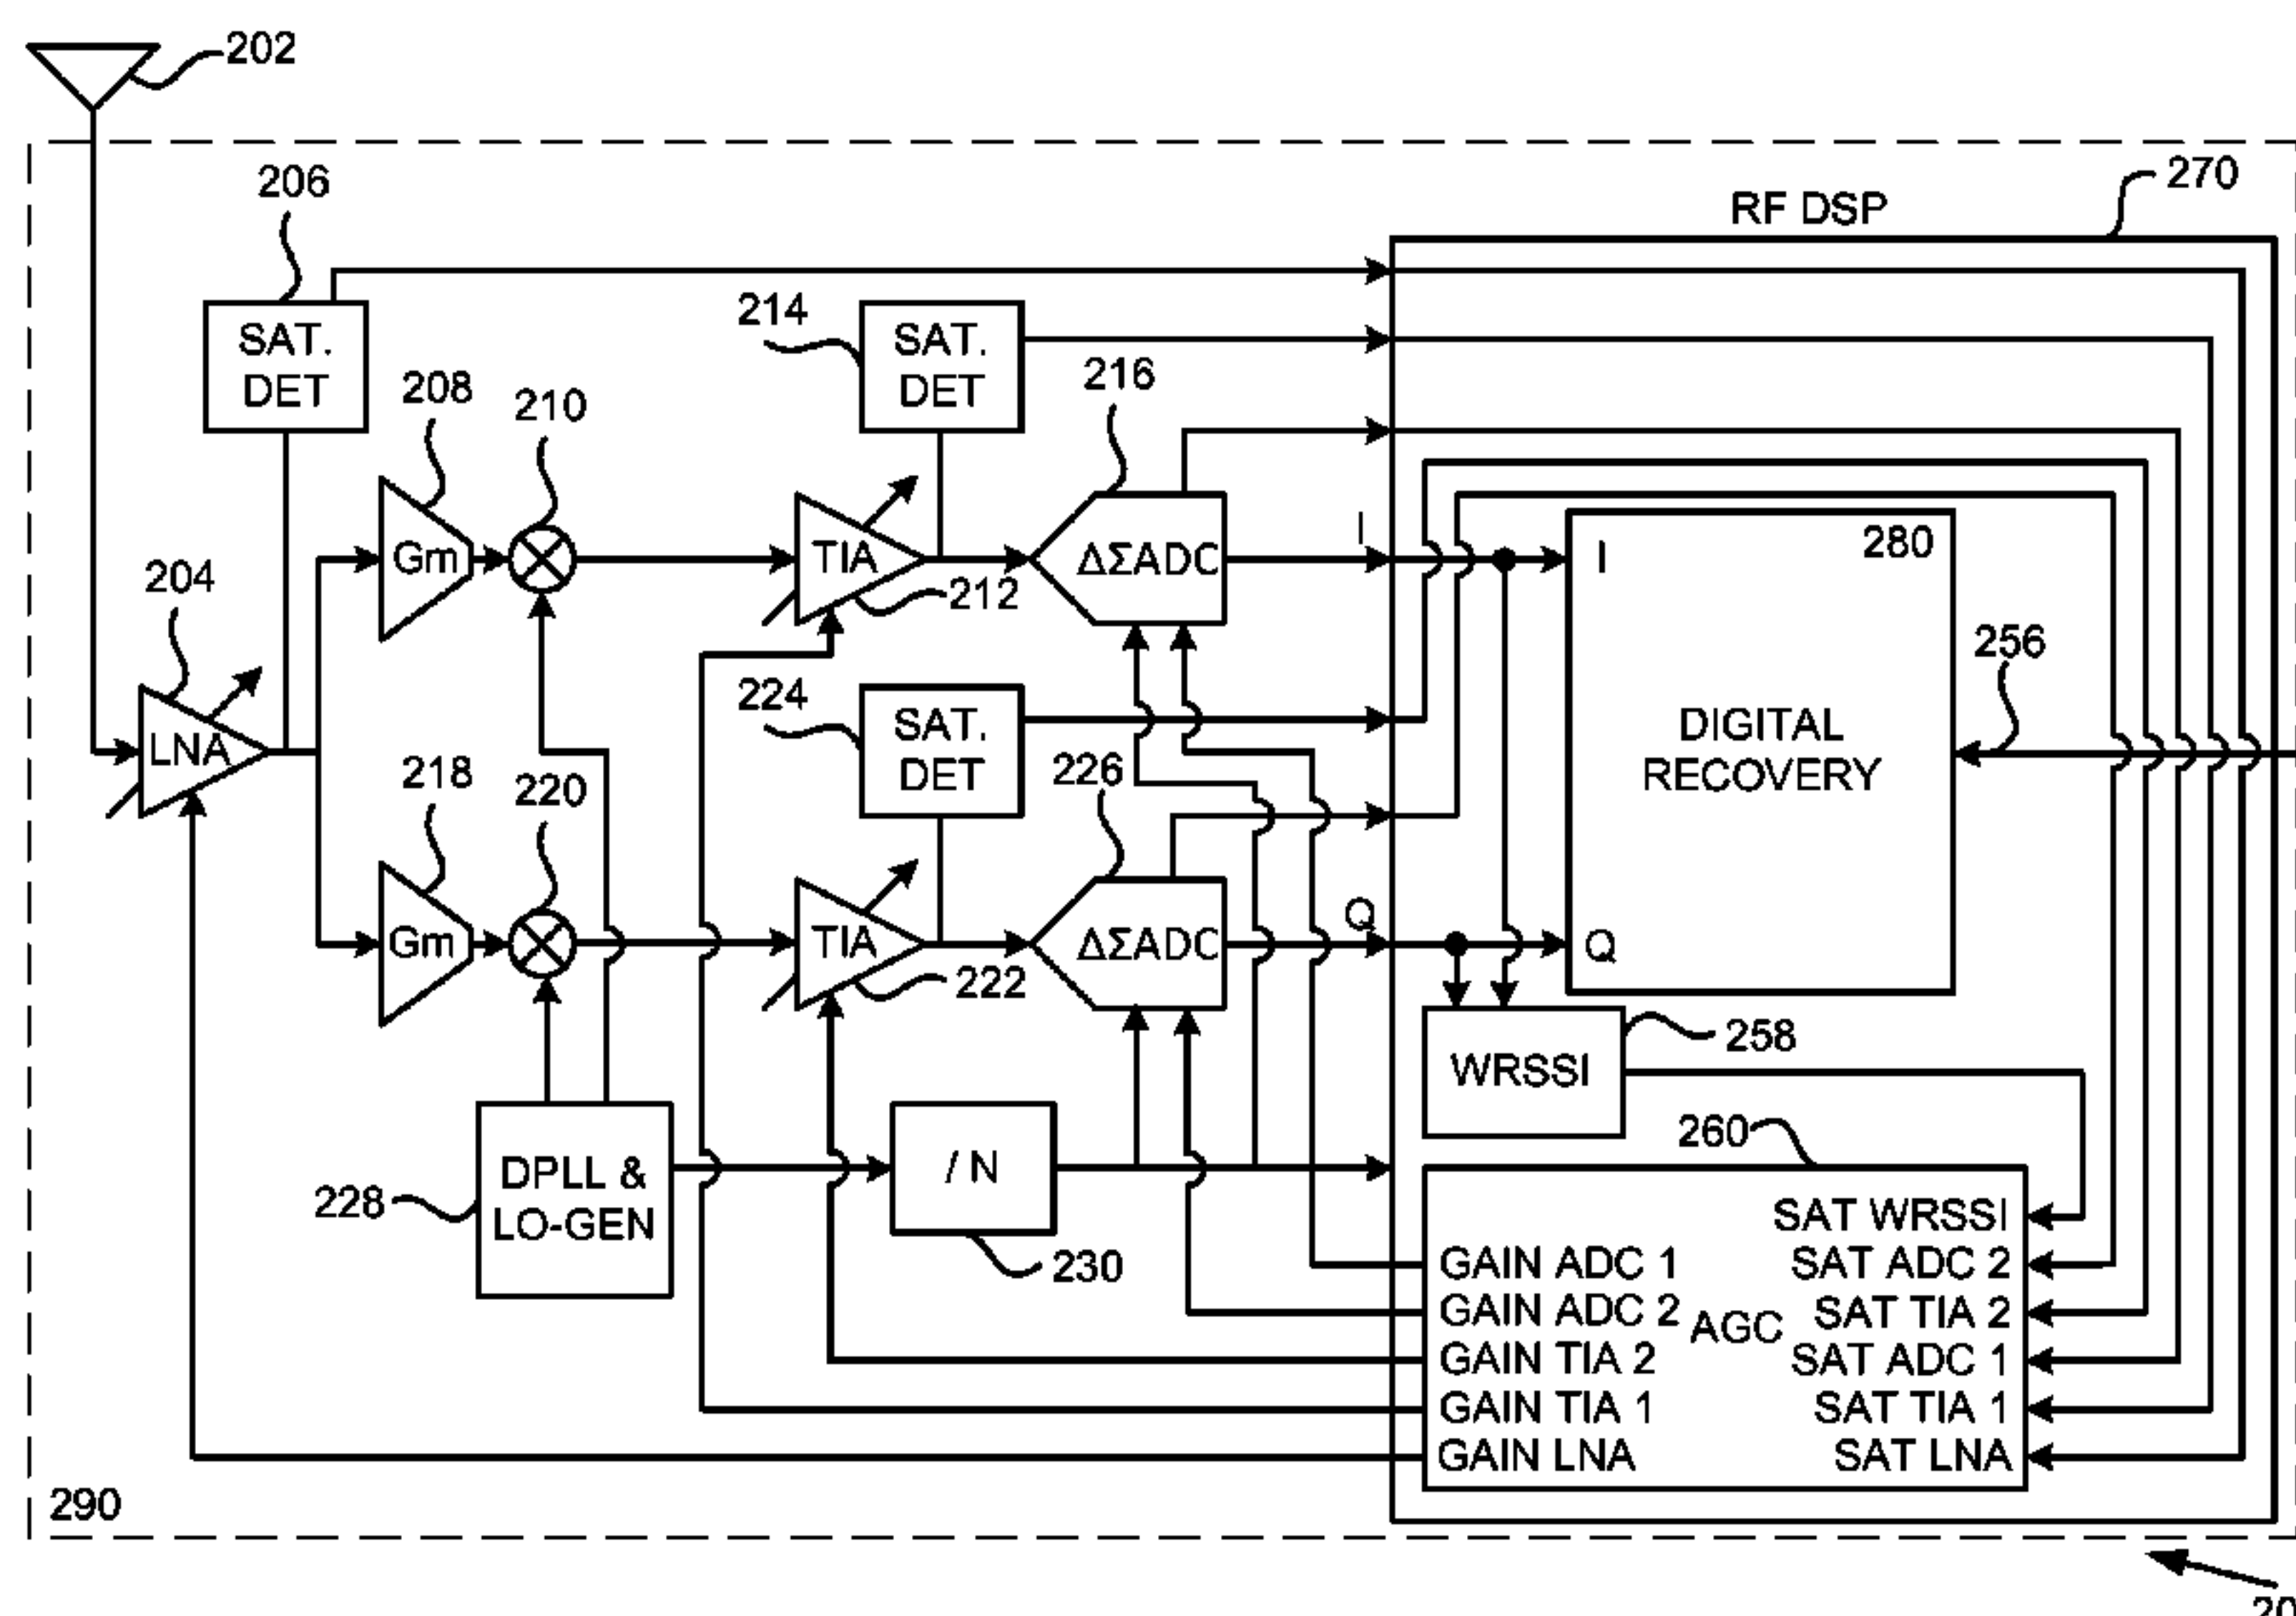 202
206
270
RF DSP
SAT.
DET
214
SAT.
DET
216
208
210
Gm
TIA
ΔΣADC
I
I
280
212
204
LNA
224
SAT.
DET
256
DIGITAL
RECOVERY
218
220
226
Gm
TIA
ΔΣADC
Q
Q
222
258
WRSSI
260
DPLL &
LO-GEN
228
/ N
230
SAT WRSSI
GAIN ADC 1
SAT ADC 2
GAIN ADC 2
AGC
SAT TIA 2
GAIN TIA 2
SAT ADC 1
GAIN TIA 1
SAT TIA 1
GAIN LNA
SAT LNA
290